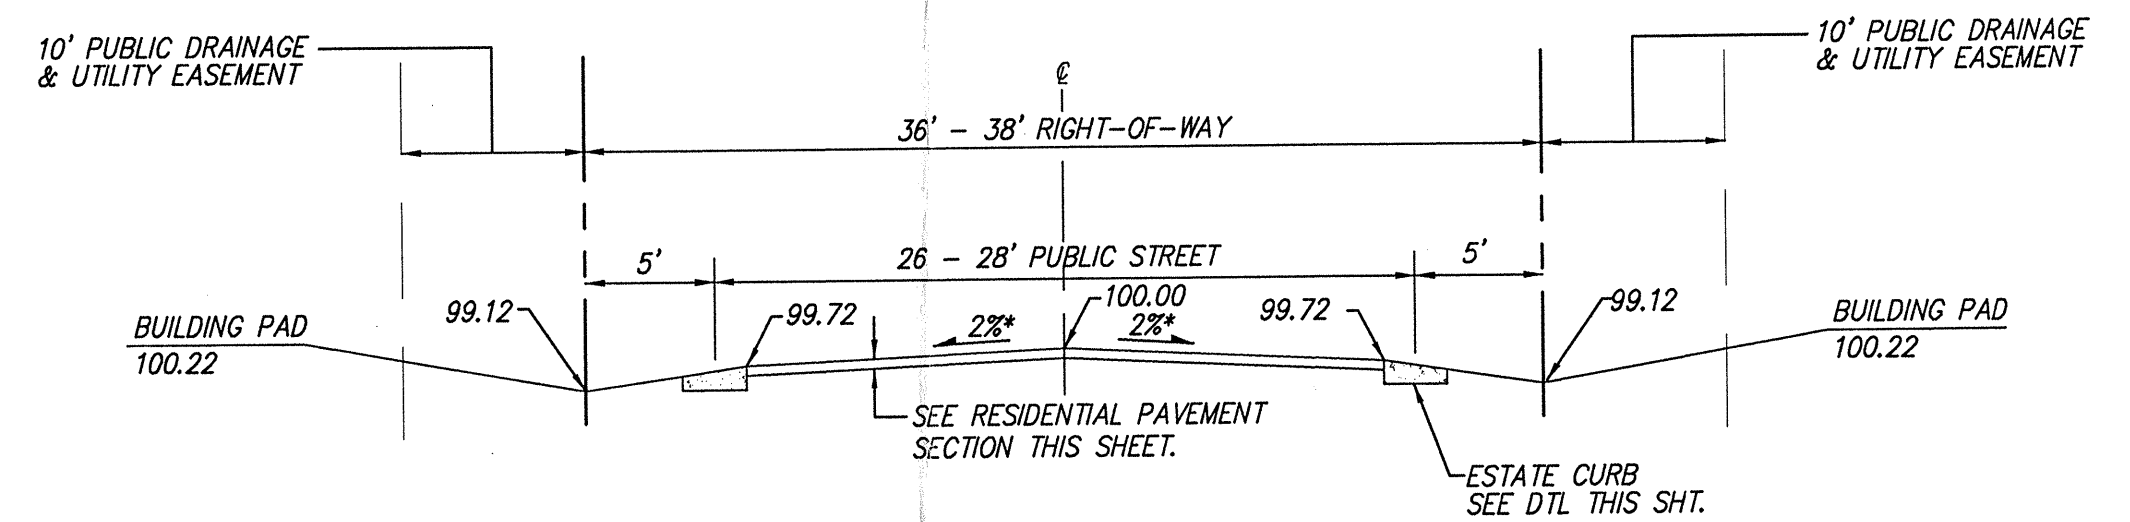 10' PUBLIC DRAINAGE
& UTILITY EASEMENT
10' PUBLIC DRAINAGE
& UTILITY EASEMENT
℄
36' - 38' RIGHT-OF-WAY
5'
26 - 28' PUBLIC STREET
5'
BUILDING PAD
100.22
99.12
99.72
2%*
100.00
2%*
99.72
99.12
BUILDING PAD
100.22
SEE RESIDENTIAL PAVEMENT
SECTION THIS SHEET.
ESTATE CURB
SEE DTL THIS SHT.